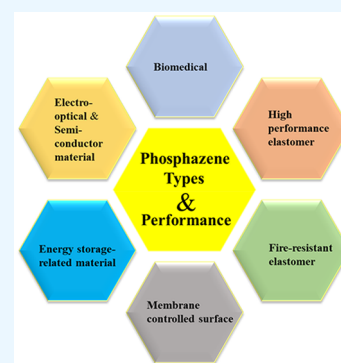 Biomedical
Electro-
optical &
Semi-
conductor
material
High
performance
elastomer
Phosphazene
Types
&
Performance
Energy storage-
related material
Fire-resistant
elastomer
Membrane
controlled surface